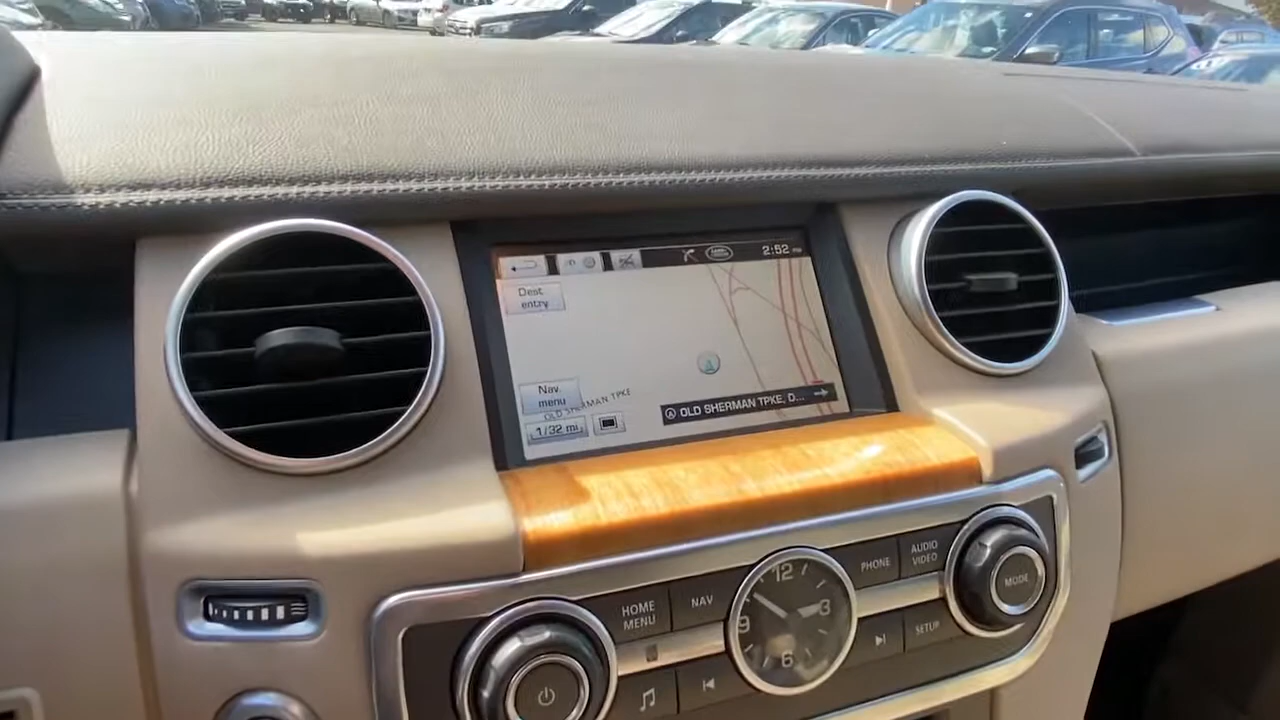 2:52
Dest.
entry
Nav.
menu
OLD SHERMAN TPKE
1/32 mi.
OLD SHERMAN TPKE, D...
HOME
MENU
NAV
PHONE
AUDIO
VIDEO
MODE
SETUP
12
3
6
9